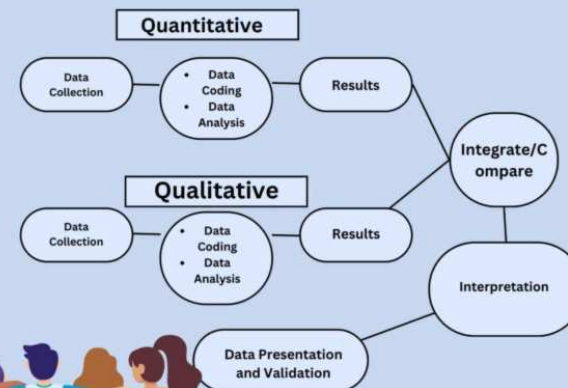 Quantitative
Data
Collection
• Data
Coding
• Data
Analysis
Results
Integrate/C
ompare
Qualitative
Data
Collection
• Data
Coding
• Data
Analysis
Results
Interpretation
Data Presentation
and Validation